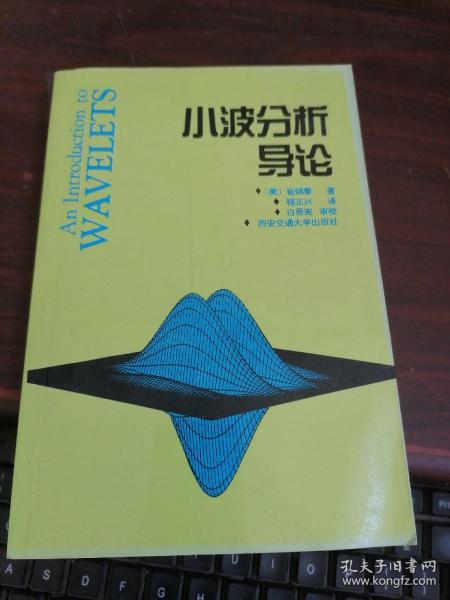 An Introduction to
WAVELETS
小波分析
导论
（美）崔锦泰 著
程正兴 译
白居宪 审校
西安交通大学出版社
孔夫子旧书网
www.kongfz.com
A
S
D
F
G
H
J